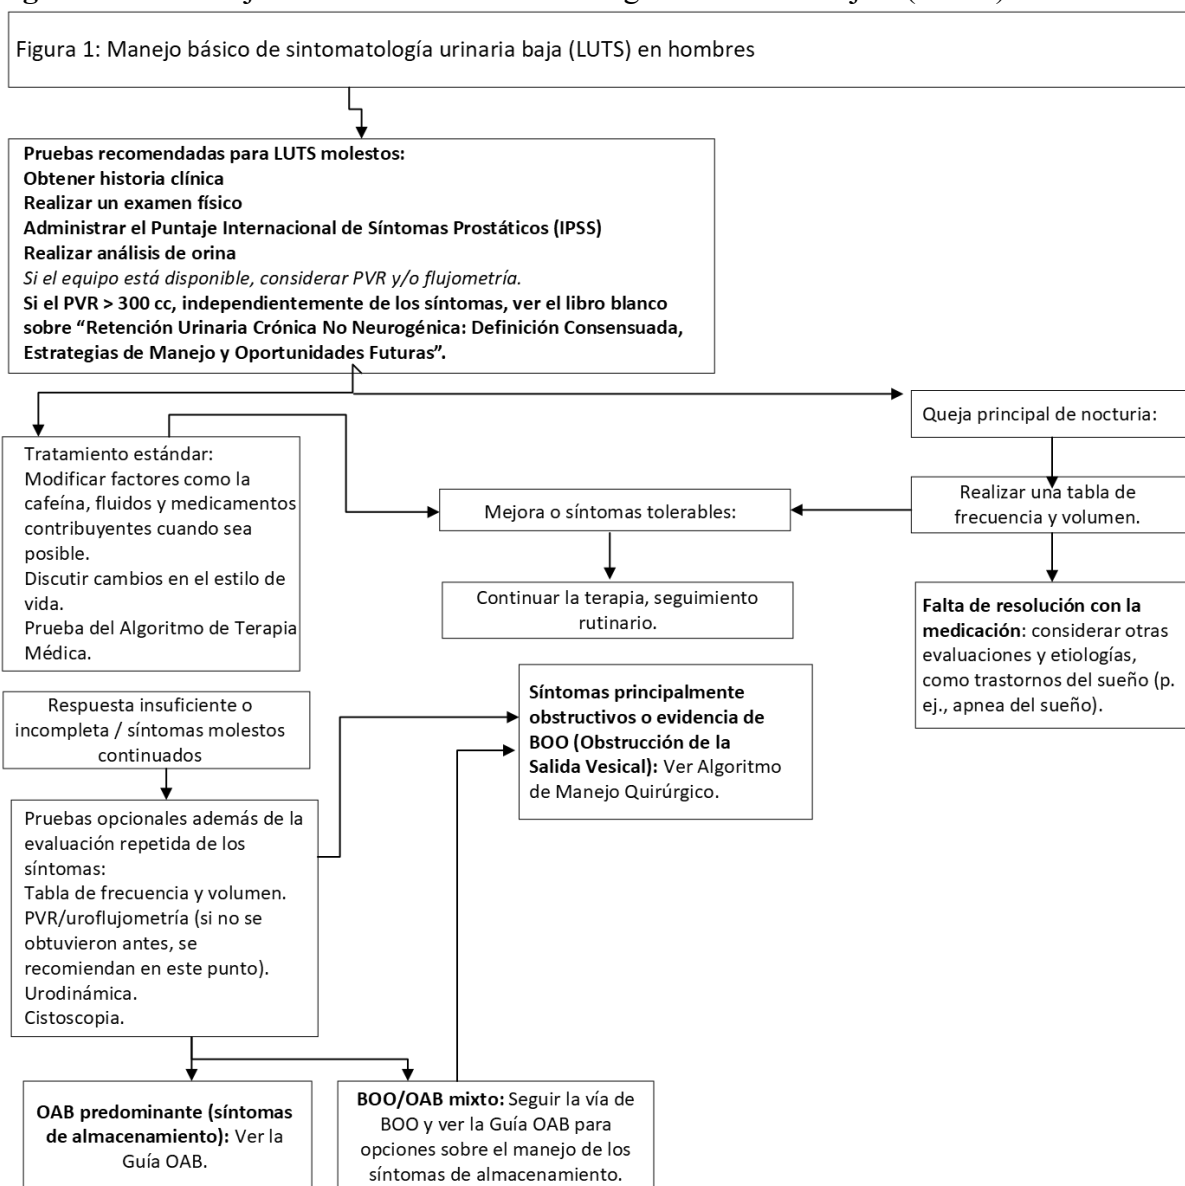 Figura 1: Manejo básico de sintomatología urinaria baja (LUTS) en hombres
Pruebas recomendadas para LUTS molestos:
Obtener historia clínica
Realizar un examen físico
Administrar el Puntaje Internacional de Síntomas Prostáticos (IPSS)
Realizar análisis de orina
Si el equipo está disponible, considerar PVR y/o flujometría.
Si el PVR > 300 cc, independientemente de los síntomas, ver el libro blanco
sobre “Retención Urinaria Crónica No Neurogénica: Definición Consensuada,
Estrategias de Manejo y Oportunidades Futuras”.
Queja principal de nocturia:
Tratamiento estándar:
Modificar factores como la
cafeína, fluidos y medicamentos
contribuyentes cuando sea
posible.
Discutir cambios en el estilo de
vida.
Prueba del Algoritmo de Terapia
Médica.
Mejora o síntomas tolerables:
Realizar una tabla de
frecuencia y volumen.
Continuar la terapia, seguimiento
rutinario.
Falta de resolución con la
medicación: considerar otras
evaluaciones y etiologías,
como trastornos del sueño (p.
ej., apnea del sueño).
Respuesta insuficiente o
incompleta / síntomas molestos
continuados
Síntomas principalmente
obstructivos o evidencia de
BOO (Obstrucción de la
Salida Vesical): Ver Algoritmo
de Manejo Quirúrgico.
Pruebas opcionales además de la
evaluación repetida de los
síntomas:
Tabla de frecuencia y volumen.
PVR/uroflujometría (si no se
obtuvieron antes, se
recomiendan en este punto).
Urodinámica.
Cistoscopia.
OAB predominante (síntomas
de almacenamiento): Ver la
Guía OAB.
BOO/OAB mixto: Seguir la vía de
BOO y ver la Guía OAB para
opciones sobre el manejo de los
síntomas de almacenamiento.